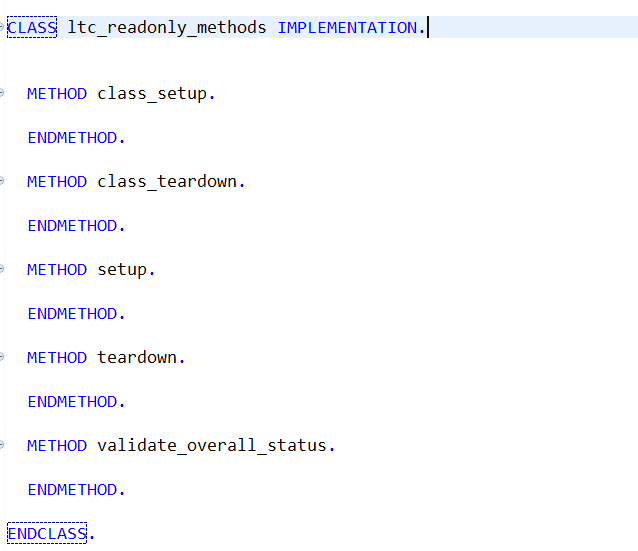 CLASS ltc_readonly_methods IMPLEMENTATION.
METHOD class_setup.
ENDMETHOD.
METHOD class_teardown.
ENDMETHOD.
METHOD setup.
ENDMETHOD.
METHOD teardown.
ENDMETHOD.
METHOD validate_overall_status.
ENDMETHOD.
ENDCLASS.